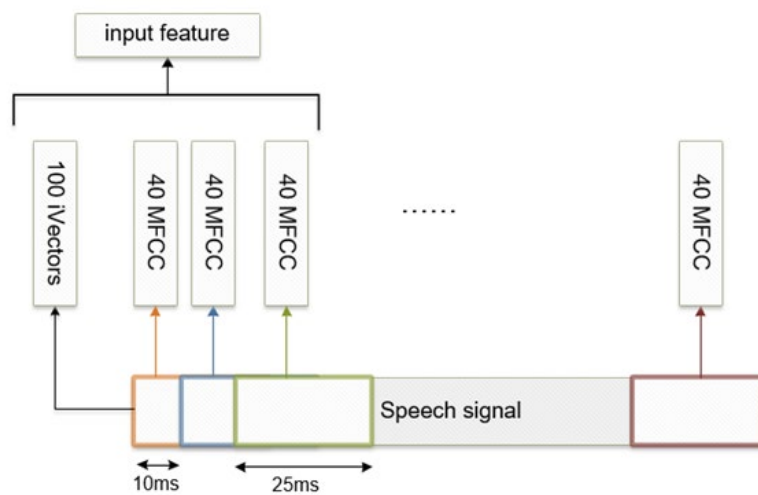 input feature
100 iVectors
40 MFCC
40 MFCC
40 MFCC
......
40 MFCC
Speech signal
10ms
25ms